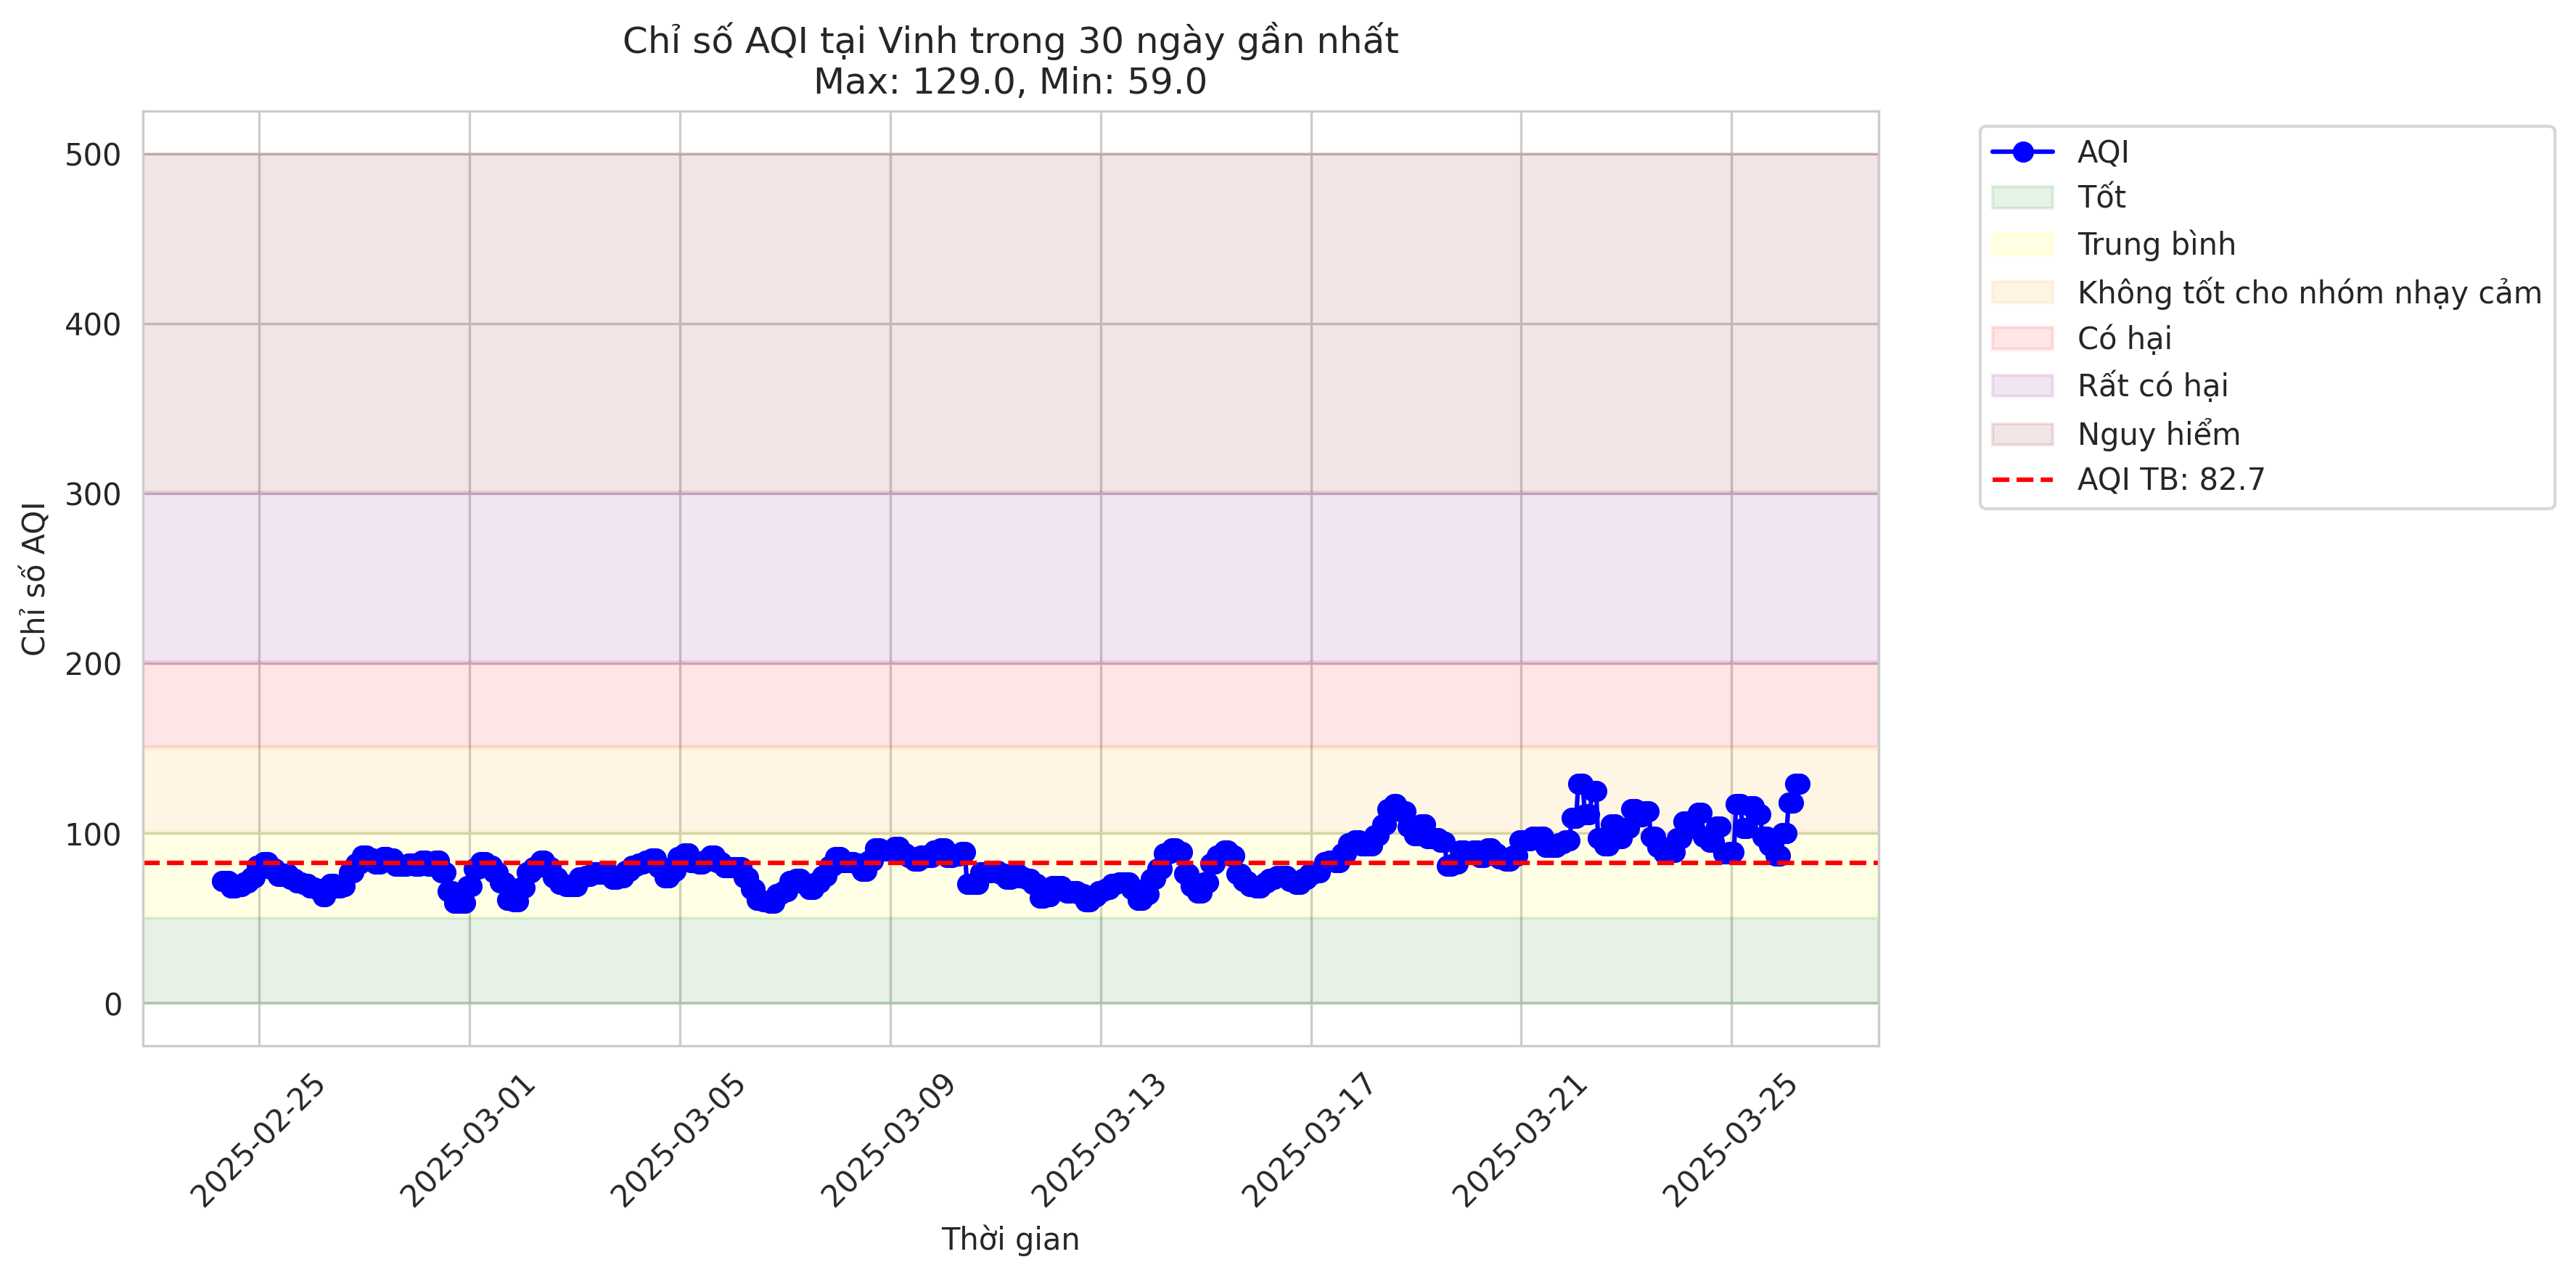 Chỉ số AQI tại Vinh trong 30 ngày gần nhất
Max: 129.0, Min: 59.0
Chỉ số AQI
500
400
300
200
100
0
2025-02-25
2025-03-01
2025-03-05
2025-03-09
2025-03-13
2025-03-17
2025-03-21
2025-03-25
Thời gian
AQI
Tốt
Trung bình
Không tốt cho nhóm nhạy cảm
Có hại
Rất có hại
Nguy hiểm
AQI TB: 82.7